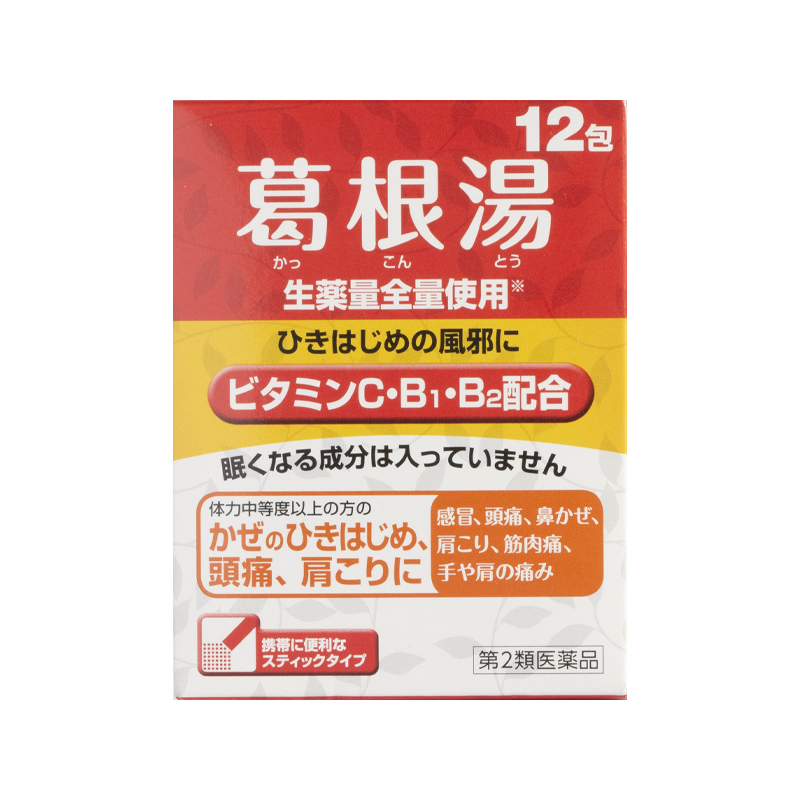 12包
葛根湯
かっ こん とう
生薬量全量使用※
ひきはじめの風邪に
ビタミンC・B1・B2配合
眠くなる成分は入っていません
体力中等度以上の方の
かぜのひきはじめ、
頭痛、肩こりに
感冒、頭痛、鼻かぜ、
肩こり、筋肉痛、
手や肩の痛み
携帯に便利な
スティックタイプ
第2類医薬品